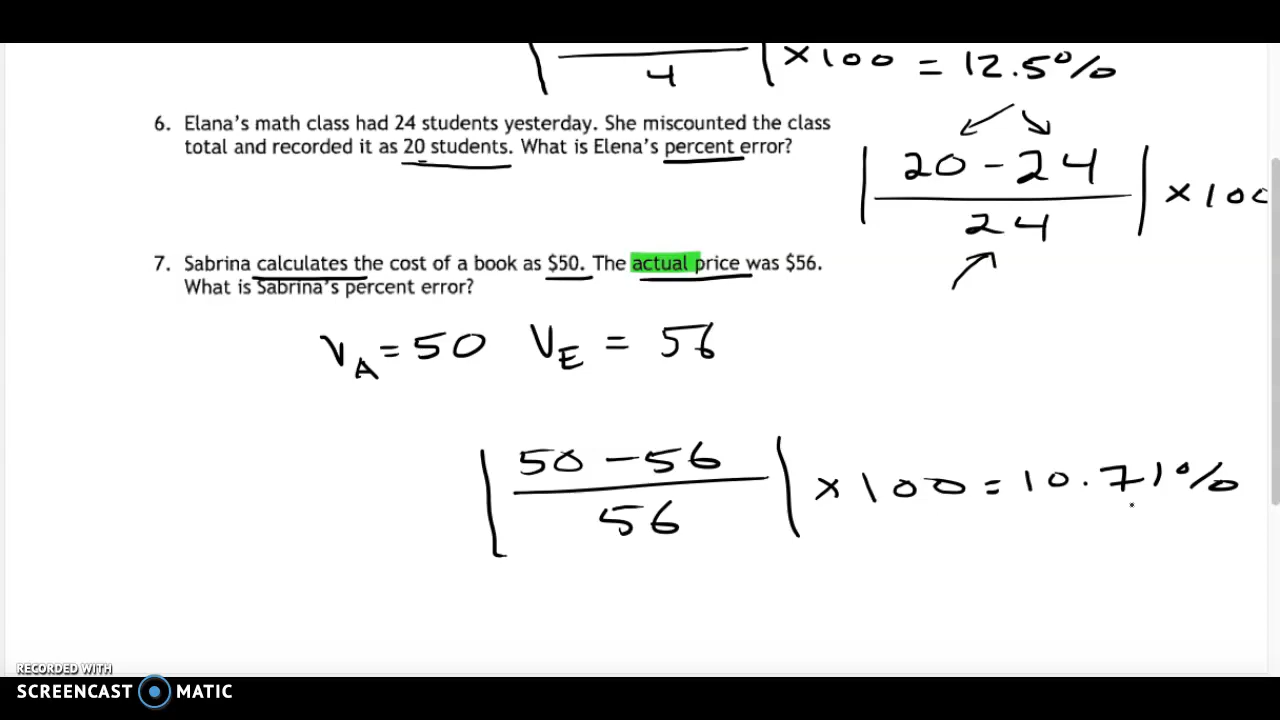 4 × 100 = 12.5%
6. Elana's math class had 24 students yesterday. She miscounted the class
total and recorded it as 20 students. What is Elena's percent error?
| 20 - 24 |
24 × 100
7. Sabrina calculates the cost of a book as $50. The actual price was $56.
What is Sabrina's percent error?
V_A = 50 V_E = 56
| 50 - 56 |
56 × 100 = 10.71%
RECORDED WITH
SCREENCAST MATIC